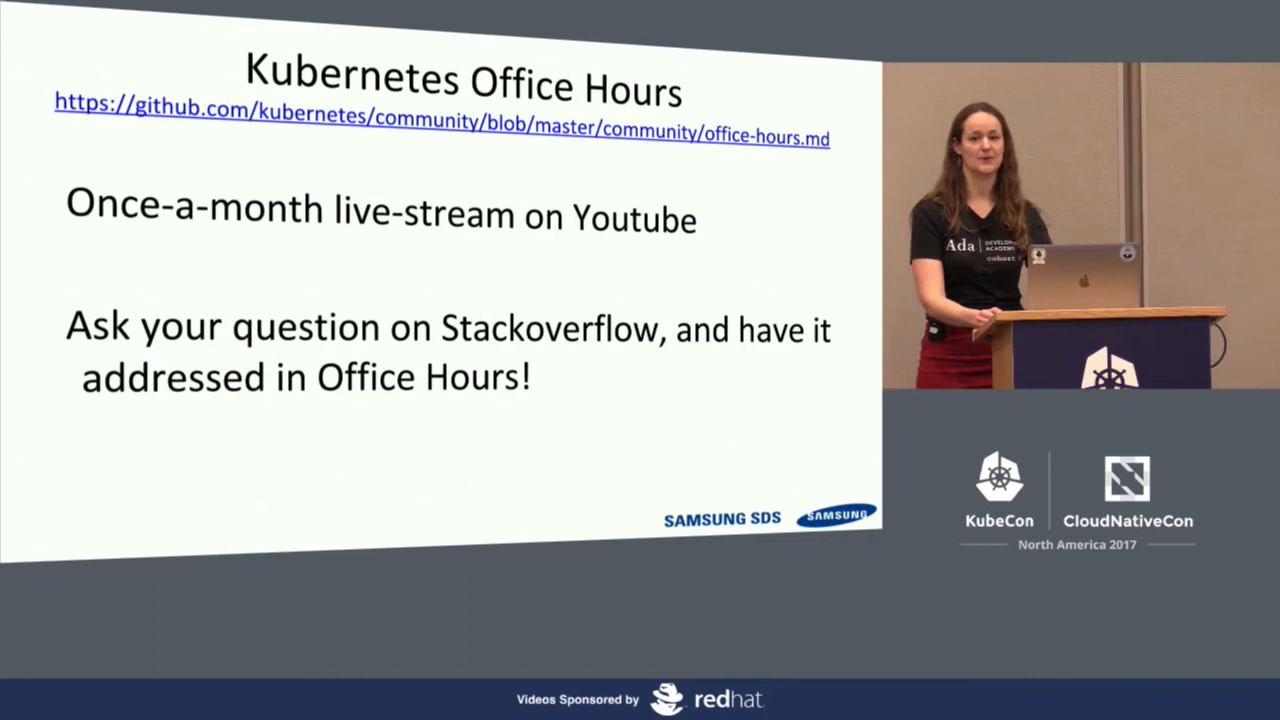 Kubernetes Office Hours
https://github.com/kubernetes/community/blob/master/community/office-hours.md
Once-a-month live-stream on Youtube
Ask your question on Stackoverflow, and have it
addressed in Office Hours!
SAMSUNG SDS
SAMSUNG
Ada
ACADEMY
cohort
KubeCon
CloudNativeCon
North America 2017
Videos Sponsored by
redhat